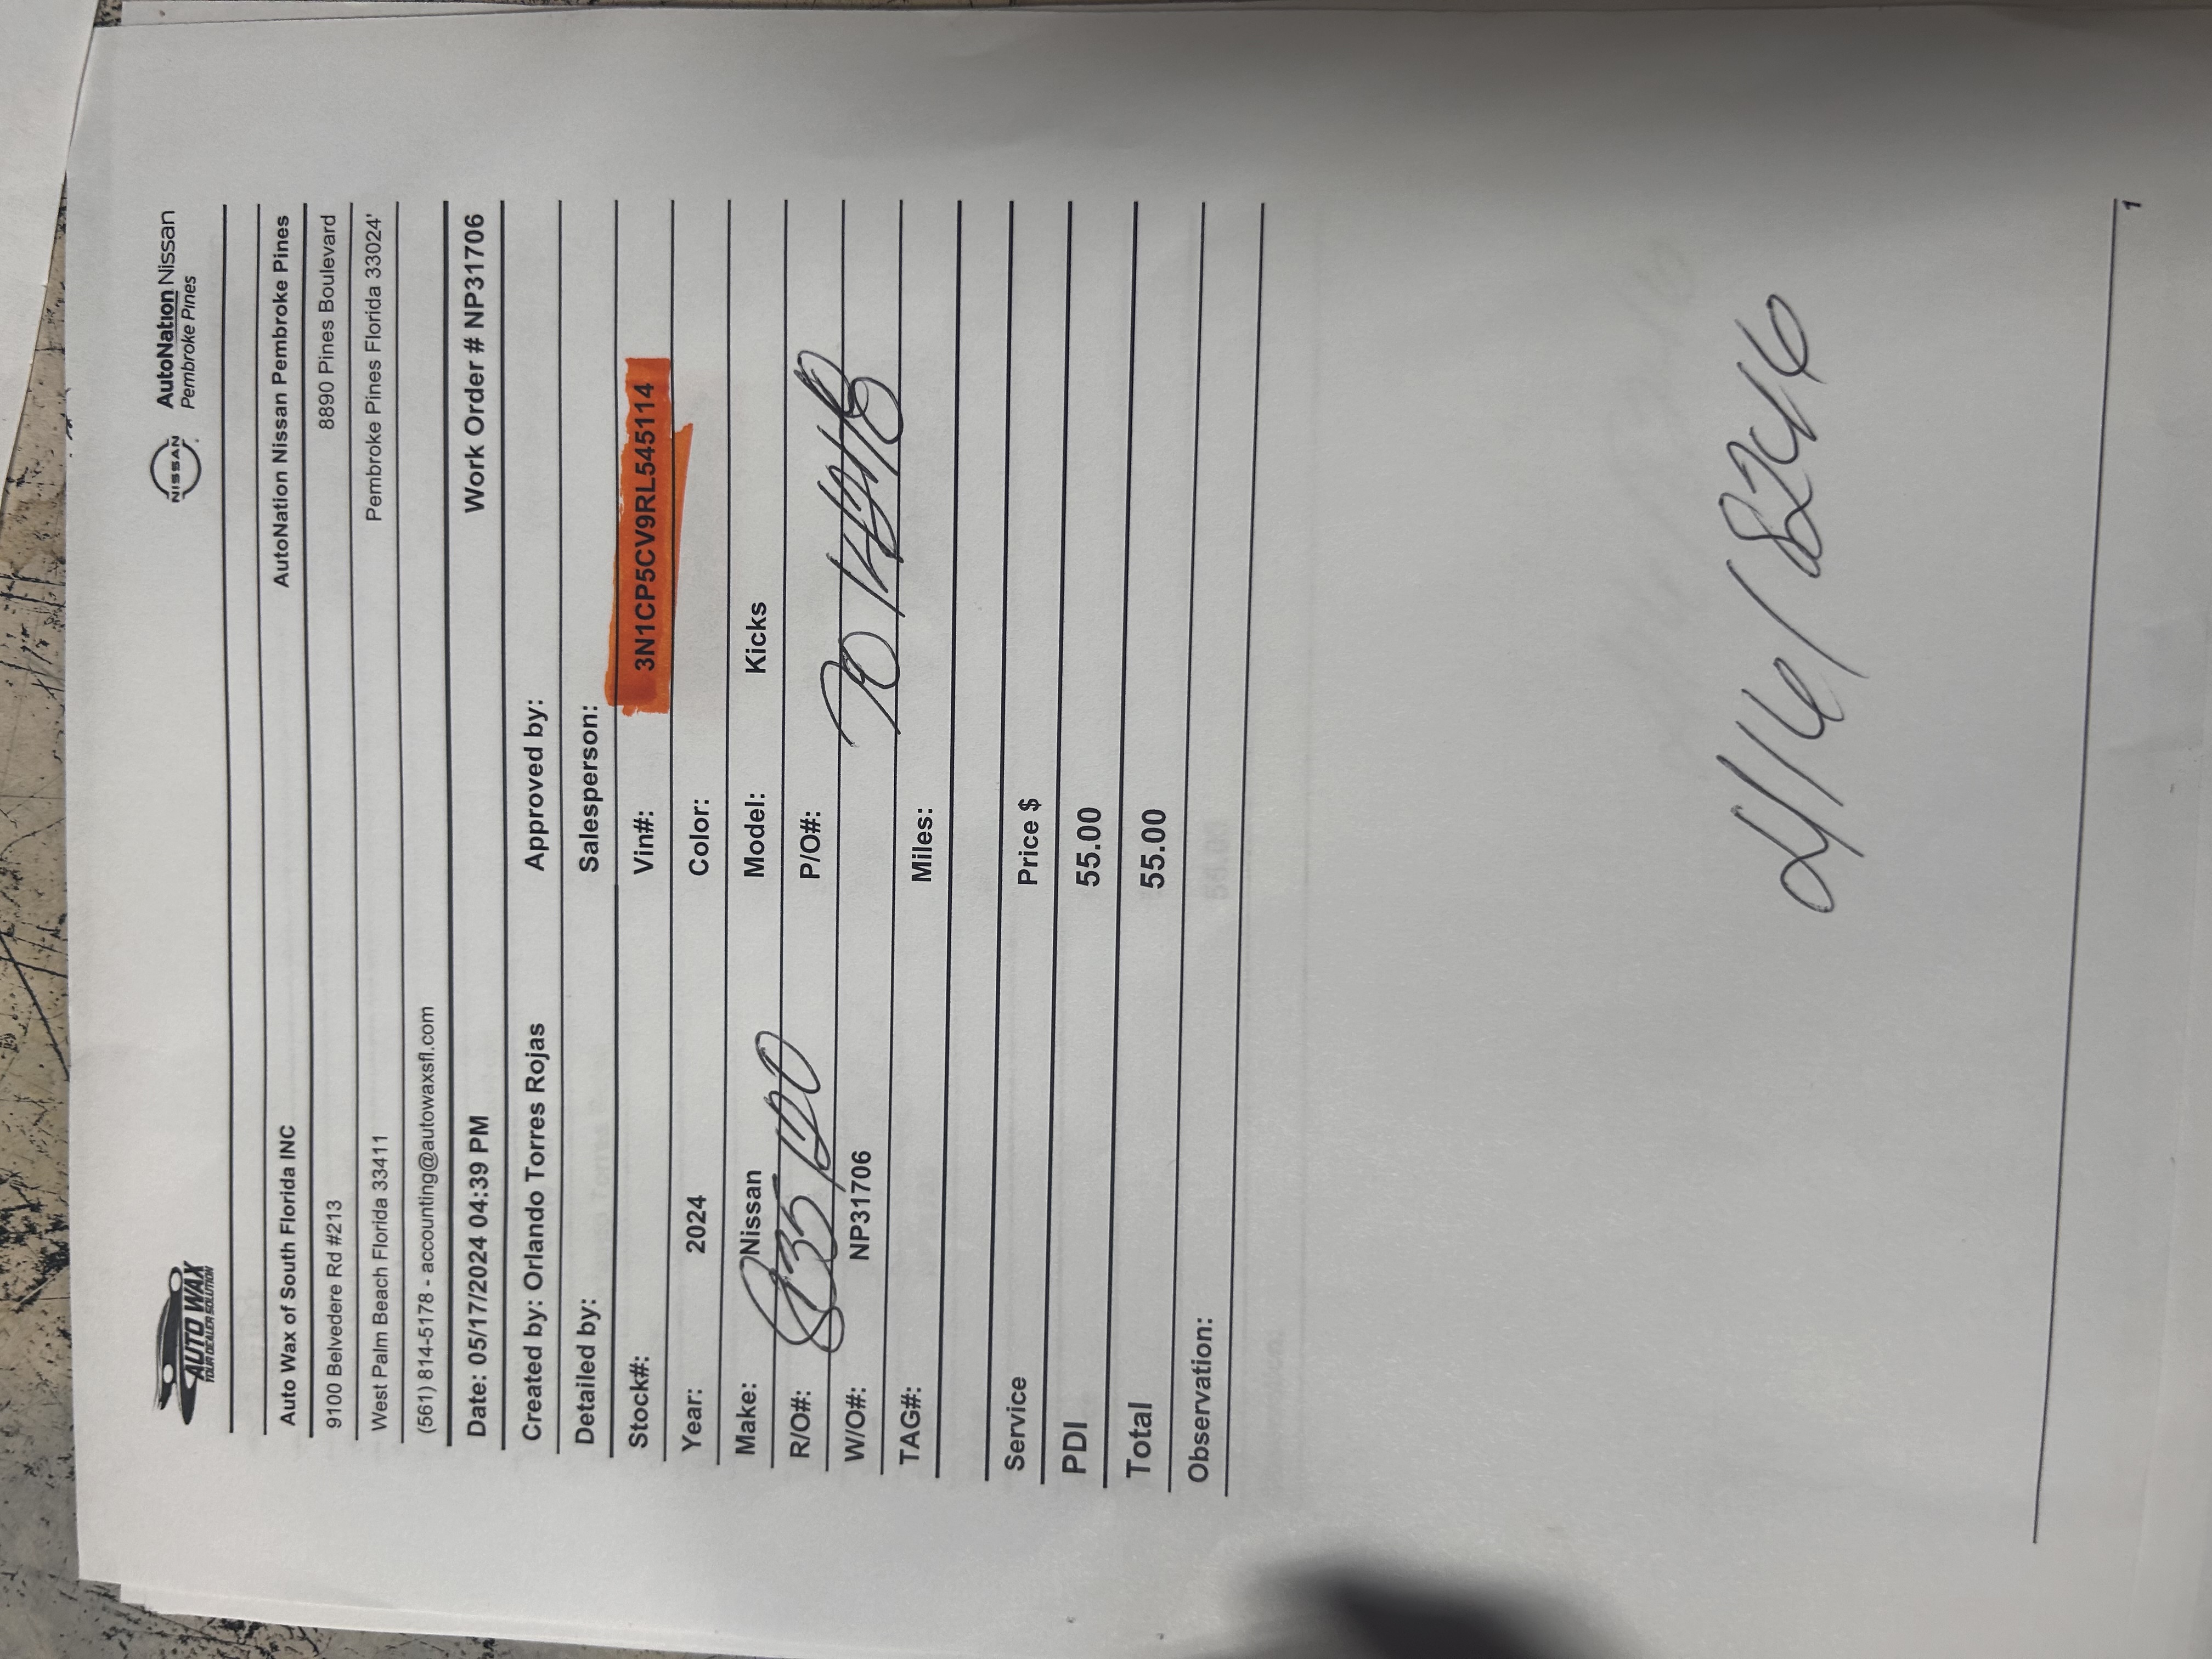 AUTO WAX
YOUR DEALER SOLUTION
NISSAN
AutoNation Nissan
Pembroke Pines
Auto Wax of South Florida INC AutoNation Nissan Pembroke Pines
9100 Belvedere Rd #213 8890 Pines Boulevard
West Palm Beach Florida 33411 Pembroke Pines Florida 33024'
(561) 814-5178 - accounting@autowaxsfl.com
Date: 05/17/2024 04:39 PM Work Order # NP31706
Created by: Orlando Torres Rojas Approved by:
Detailed by: Salesperson:
Stock#: Vin#: 3N1CP5CV9RL545114
Year: 2024 Color:
Make: Nissan Model: Kicks
R/O#: P/O#:
W/O#: NP31706
TAG#: Miles:
Service Price $
PDI 55.00
Total 55.00
Observation:
1